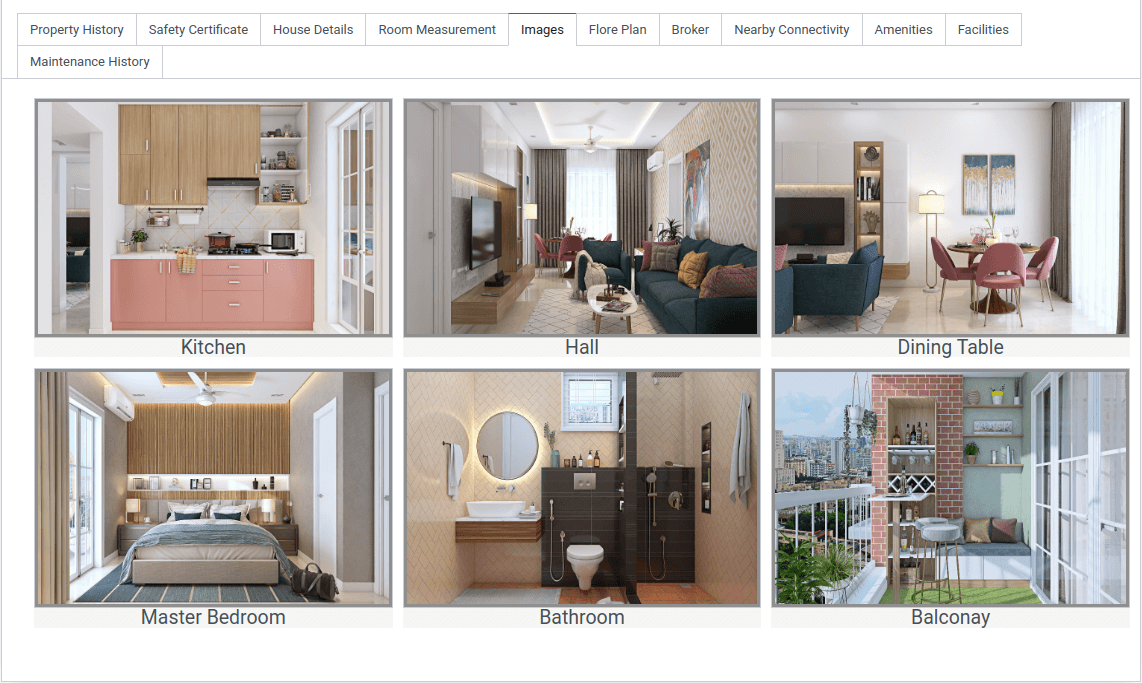 Property History Safety Certificate House Details Room Measurement Images Flore Plan Broker Nearby Connectivity Amenities Facilities
Maintenance History
Kitchen Hall Dining Table
Master Bedroom Bathroom Balconay